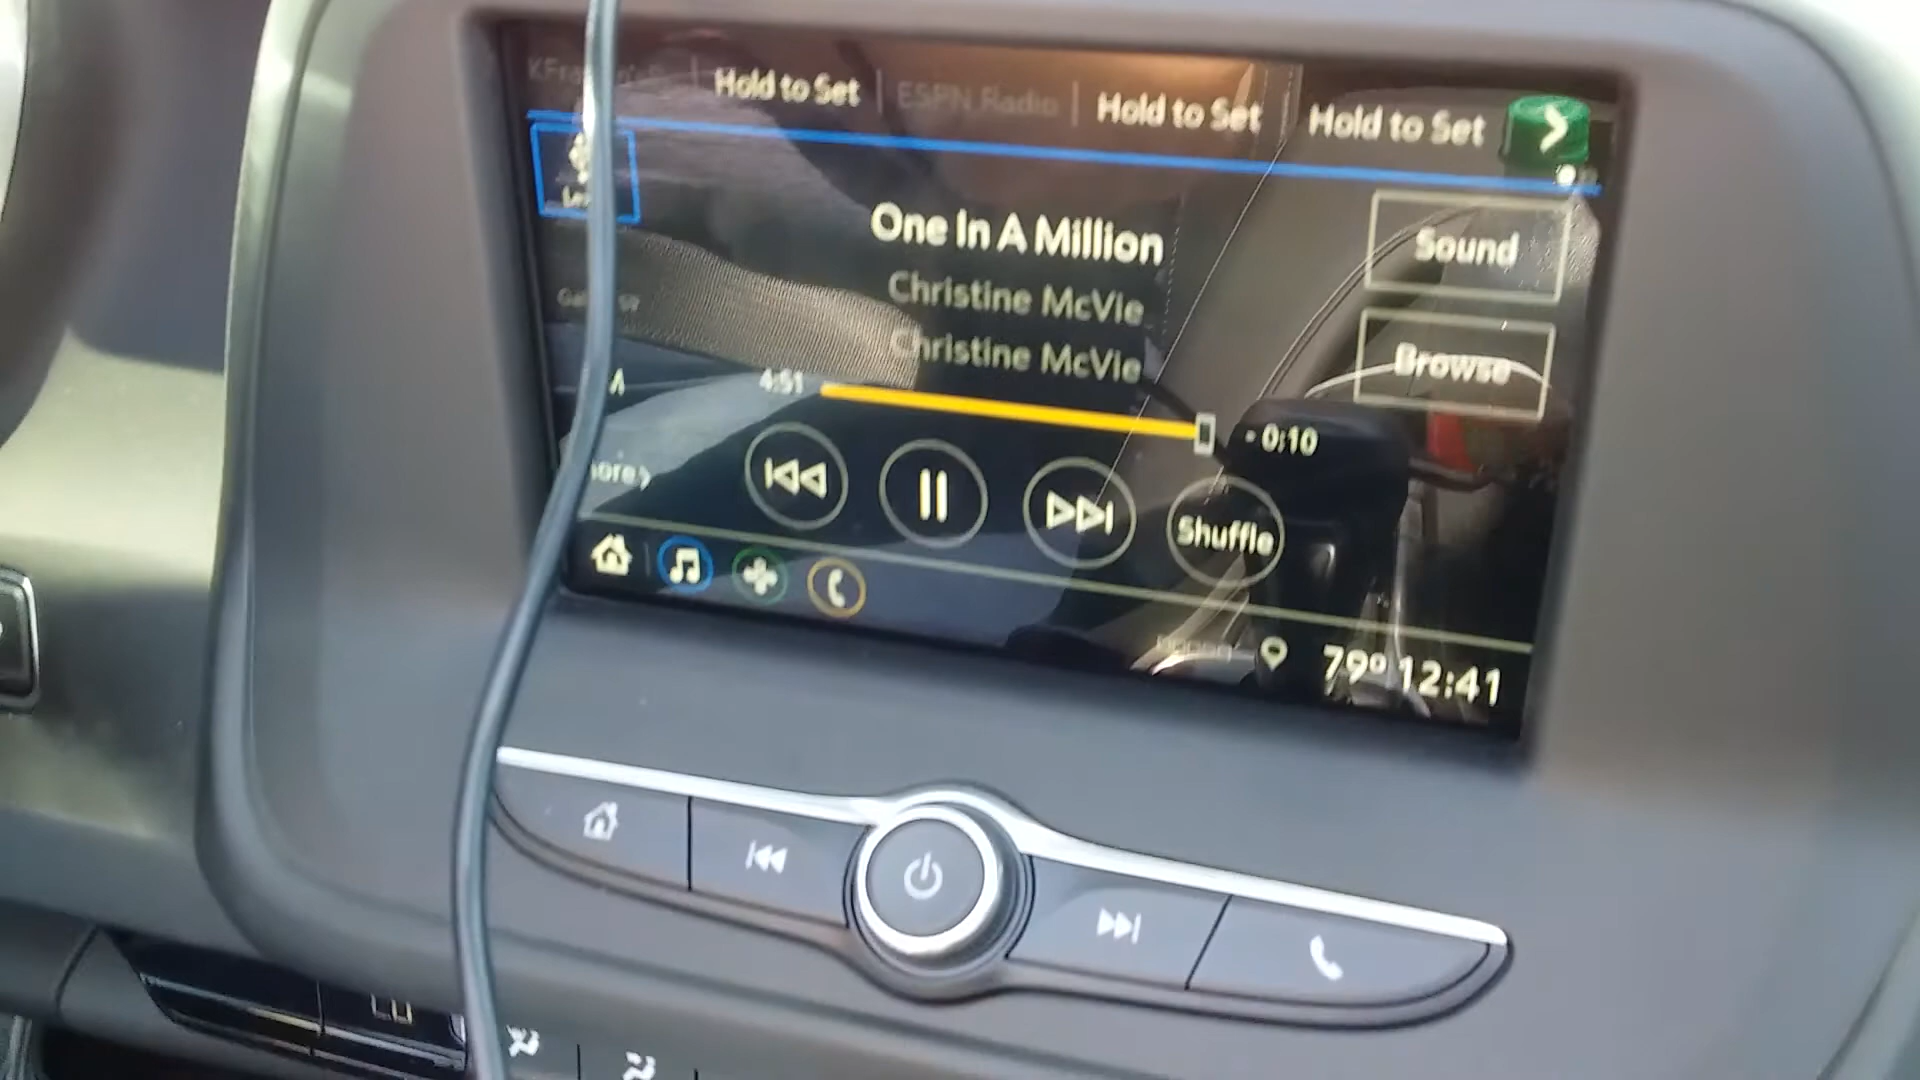 Hold to Set
ESPN Radio
Hold to Set
Hold to Set
One In A Million
Sound
Christine McVie
Christine McVie
Browse
4:51
- 0:10
Shuffle
79° 12:41